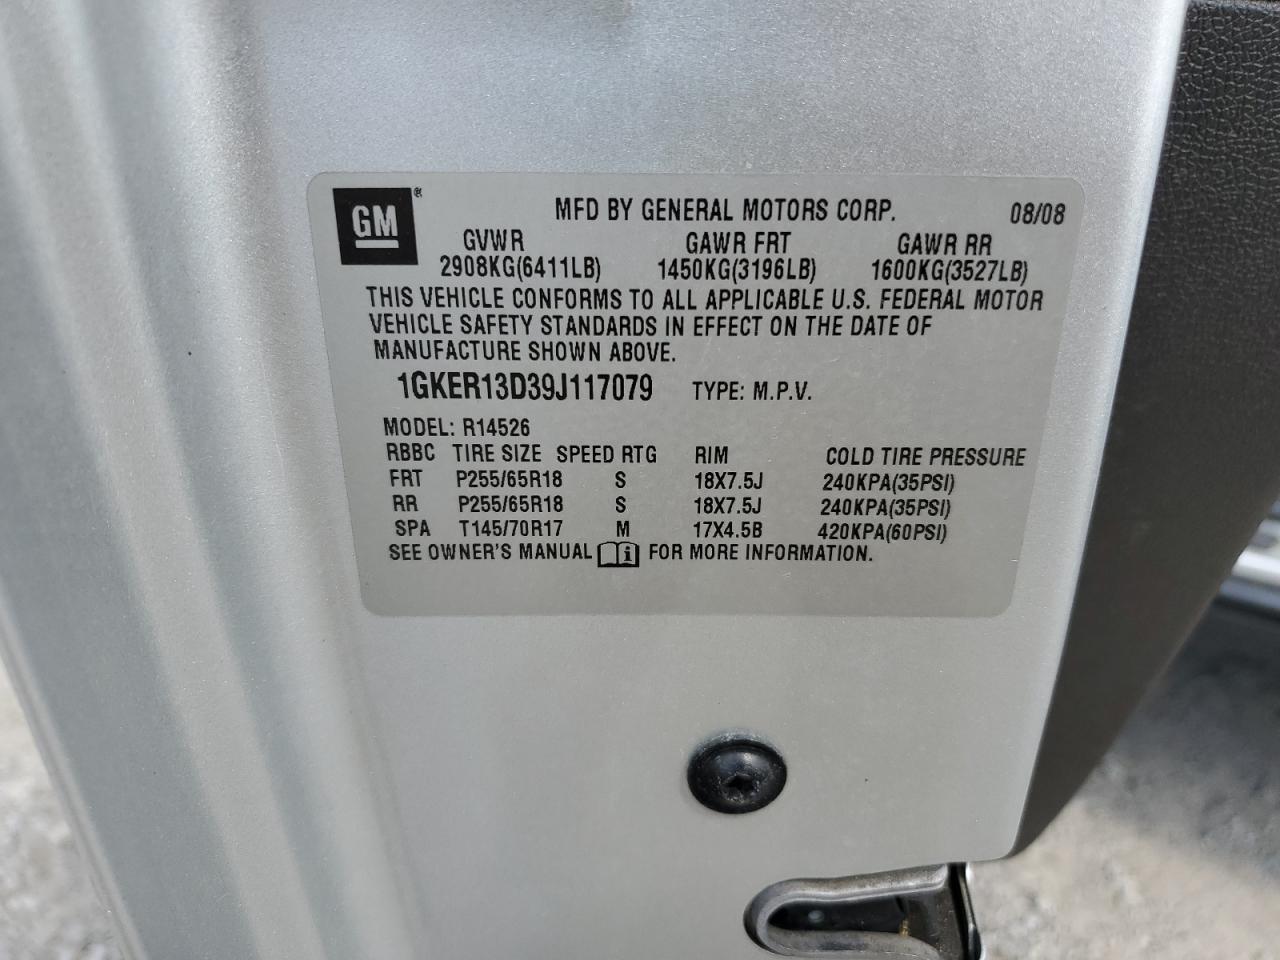 GM®
MFD BY GENERAL MOTORS CORP. 08/08
GVWR GAWR FRT GAWR RR
2908KG(6411LB) 1450KG(3196LB) 1600KG(3527LB)
THIS VEHICLE CONFORMS TO ALL APPLICABLE U.S. FEDERAL MOTOR
VEHICLE SAFETY STANDARDS IN EFFECT ON THE DATE OF
MANUFACTURE SHOWN ABOVE.
1GKER13D39J117079 TYPE: M.P.V.
MODEL: R14526
RBBC TIRE SIZE SPEED RTG RIM COLD TIRE PRESSURE
FRT P255/65R18 S 18X7.5J 240KPA(35PSI)
RR P255/65R18 S 18X7.5J 240KPA(35PSI)
SPA T145/70R17 M 17X4.5B 420KPA(60PSI)
SEE OWNER'S MANUAL i FOR MORE INFORMATION.